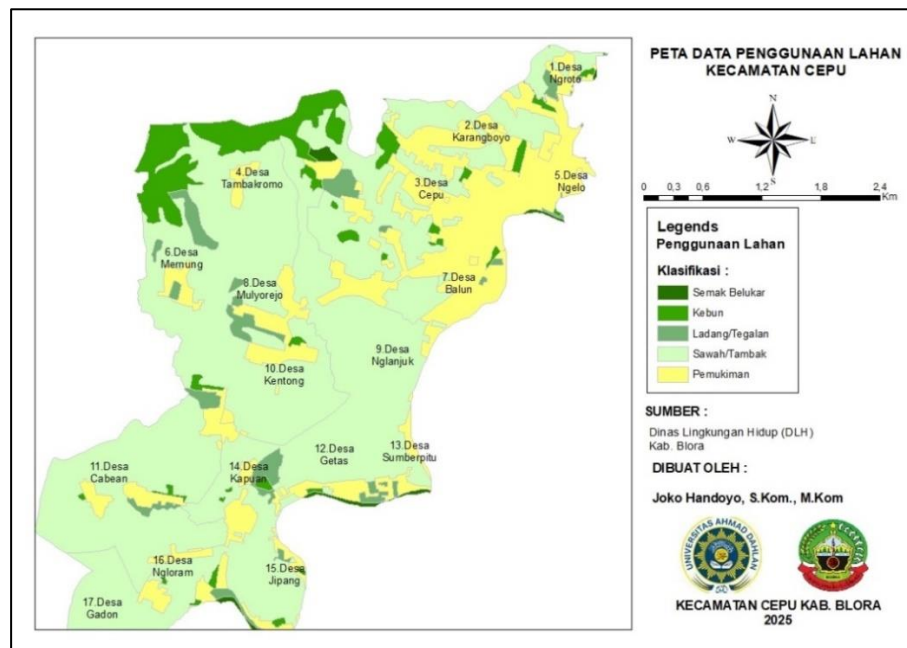 PETA DATA PENGGUNAAN LAHAN
KECAMATAN CEPU
N
W
E
S
0 0,3 0,6 1,2 1,8 2,4
Km
Legends
Penggunaan Lahan
Klasifikasi :
Semak Belukar
Kebun
Ladang/Tegalan
Sawah/Tambak
Pemukiman
SUMBER :
Dinas Lingkungan Hidup (DLH)
Kab. Blora
DIBUAT OLEH :
Joko Handoyo, S.Kom., M.Kom
UNIVERSITAS AHMAD DAHLAN
KECAMATAN CEPU KAB. BLORA
2025
1.Desa
Ngroto
2.Desa
Karangboyo
3.Desa
Cepu
4.Desa
Tambakromo
5.Desa
Ngelo
6.Desa
Mernung
7.Desa
Balun
8.Desa
Mulyorejo
9.Desa
Nglanjuk
10.Desa
Kentong
11.Desa
Cabean
12.Desa
Getas
13.Desa
Sumberpitu
14.Desa
Kapuan
15.Desa
Jipang
16.Desa
Ngloram
17.Desa
Gadon